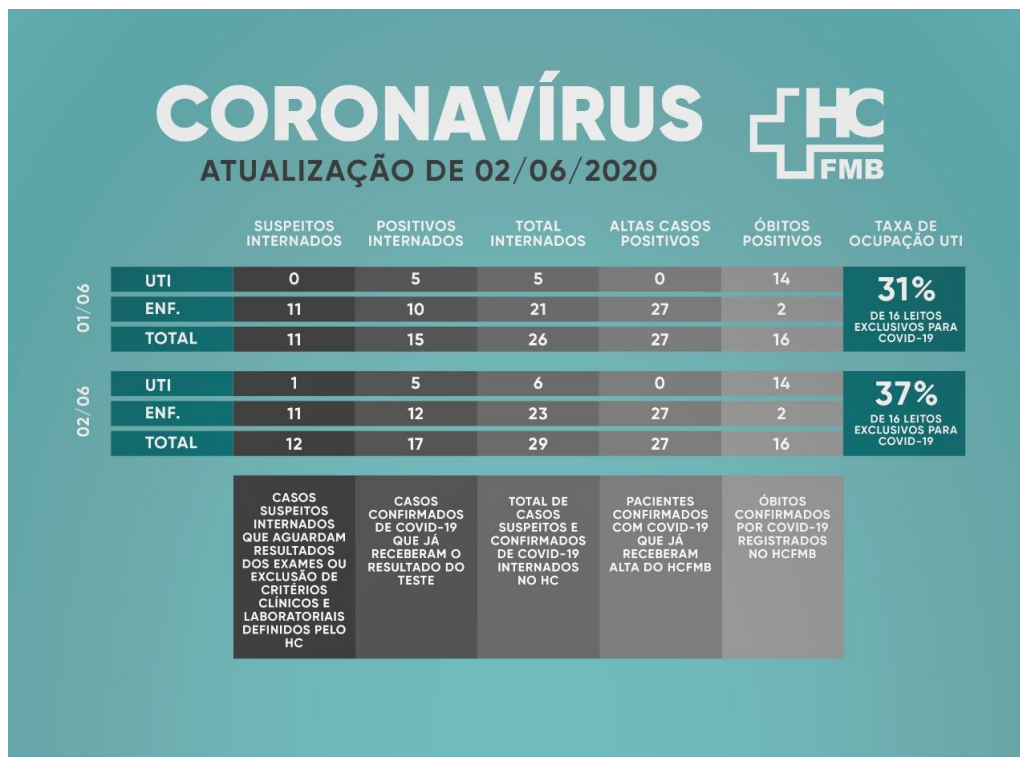 CORONAVÍRUS
HC
FMB
ATUALIZAÇÃO DE 02/06/2020
SUSPEITOS INTERNADOS
POSITIVOS INTERNADOS
TOTAL INTERNADOS
ALTAS CASOS POSITIVOS
ÓBITOS POSITIVOS
TAXA DE OCUPAÇÃO UTI
01/06
UTI 0 5 5 0 14
ENF. 11 10 21 27 2
TOTAL 11 15 26 27 16
31%
DE 16 LEITOS
EXCLUSIVOS PARA
COVID-19
02/06
UTI 1 5 6 0 14
ENF. 11 12 23 27 2
TOTAL 12 17 29 27 16
37%
DE 16 LEITOS
EXCLUSIVOS PARA
COVID-19
CASOS
SUSPEITOS
INTERNADOS
QUE AGUARDAM
RESULTADOS
DOS EXAMES OU
EXCLUSÃO DE
CRITÉRIOS
CLÍNICOS E
LABORATORIAIS
DEFINIDOS PELO
HC
CASOS
CONFIRMADOS
DE COVID-19
QUE JÁ
RECEBERAM O
RESULTADO DO
TESTE
TOTAL DE
CASOS
SUSPEITOS E
CONFIRMADOS
DE COVID-19
INTERNADOS
NO HC
PACIENTES
CONFIRMADOS
COM COVID-19
QUE JÁ
RECEBERAM
ALTA DO HCFMB
ÓBITOS
CONFIRMADOS
POR COVID-19
REGISTRADOS
NO HCFMB